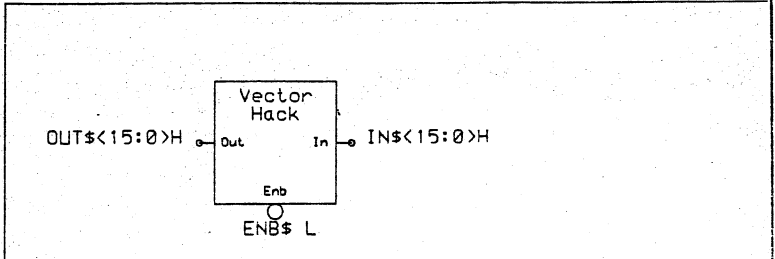 Vector
Hack
OUT$<15:0>H Out In IN$<15:0>H
Enb
ENB$ L